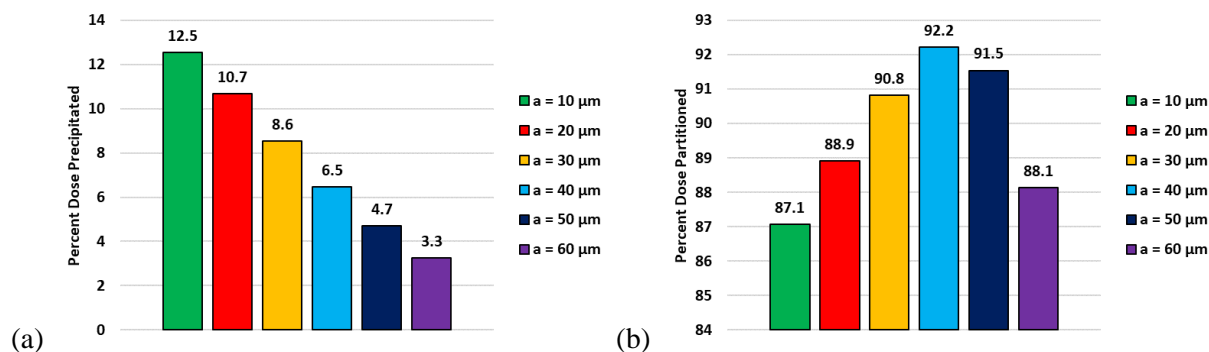 14
12
10
8
6
4
2
0
Percent Dose Precipitated
12.5
10.7
8.6
6.5
4.7
3.3
a = 10 µm
a = 20 µm
a = 30 µm
a = 40 µm
a = 50 µm
a = 60 µm
(a)
93
92
91
90
89
88
87
86
85
84
Percent Dose Partitioned
87.1
88.9
90.8
92.2
91.5
88.1
a = 10 µm
a = 20 µm
a = 30 µm
a = 40 µm
a = 50 µm
a = 60 µm
(b)